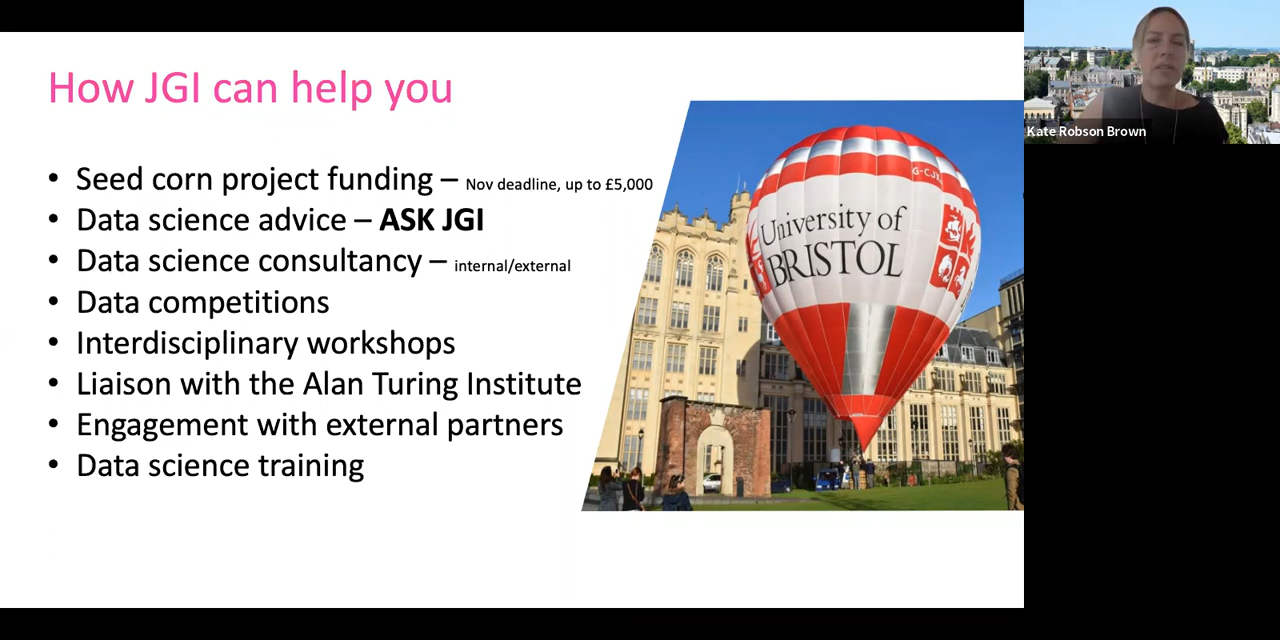 How JGI can help you
• Seed corn project funding – Nov deadline, up to £5,000
• Data science advice – ASK JGI
• Data science consultancy – internal/external
• Data competitions
• Interdisciplinary workshops
• Liaison with the Alan Turing Institute
• Engagement with external partners
• Data science training
University of
BRISTOL
Kate Robson Brown